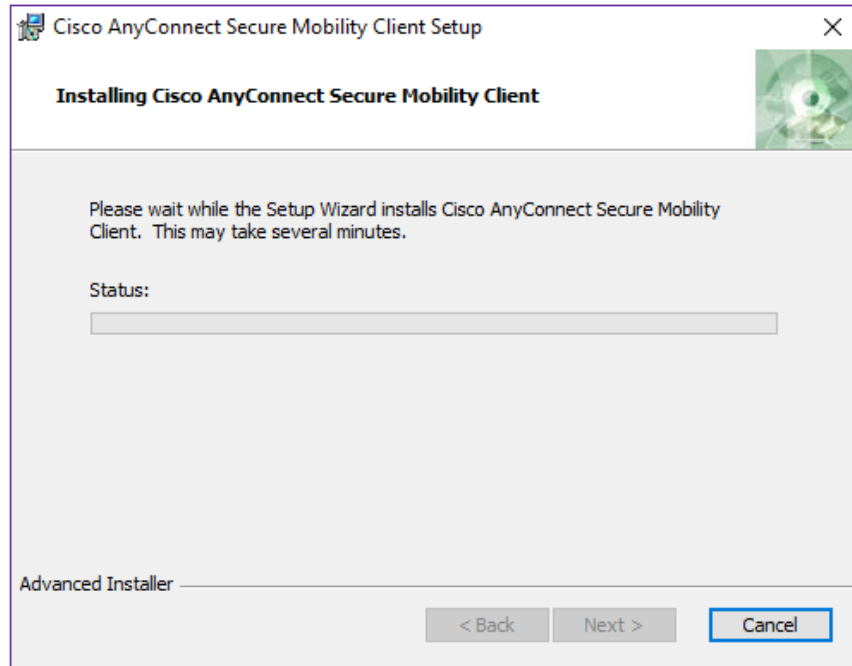 Cisco AnyConnect Secure Mobility Client Setup
Installing Cisco AnyConnect Secure Mobility Client
Please wait while the Setup Wizard installs Cisco AnyConnect Secure Mobility
Client. This may take several minutes.
Status:
Advanced Installer
< Back Next > Cancel